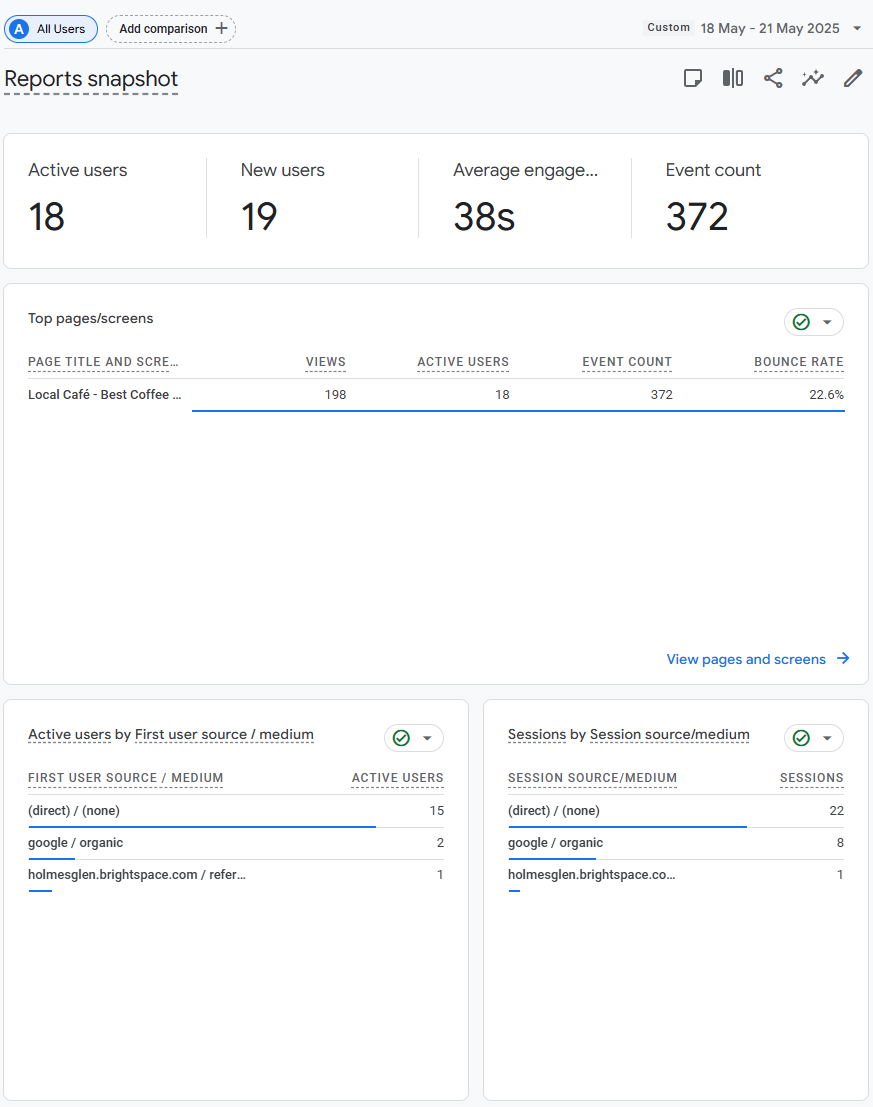 A All Users Add comparison + Custom 18 May - 21 May 2025
Reports snapshot
Active users New users Average engage... Event count
18 19 38s 372
Top pages/screens
PAGE TITLE AND SCRE... VIEWS ACTIVE USERS EVENT COUNT BOUNCE RATE
Local Café - Best Coffee ... 198 18 372 22.6%
View pages and screens
Active users by First user source / medium
FIRST USER SOURCE / MEDIUM ACTIVE USERS
(direct) / (none) 15
google / organic 2
holmesglen.brightspace.com / refer... 1
Sessions by Session source/medium
SESSION SOURCE/MEDIUM SESSIONS
(direct) / (none) 22
google / organic 8
holmesglen.brightspace.co... 1